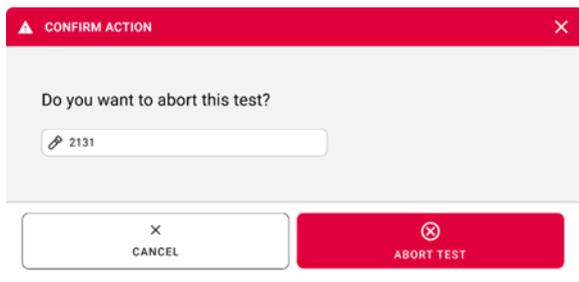 CONFIRM ACTION
Do you want to abort this test?
2131
CANCEL
ABORT TEST